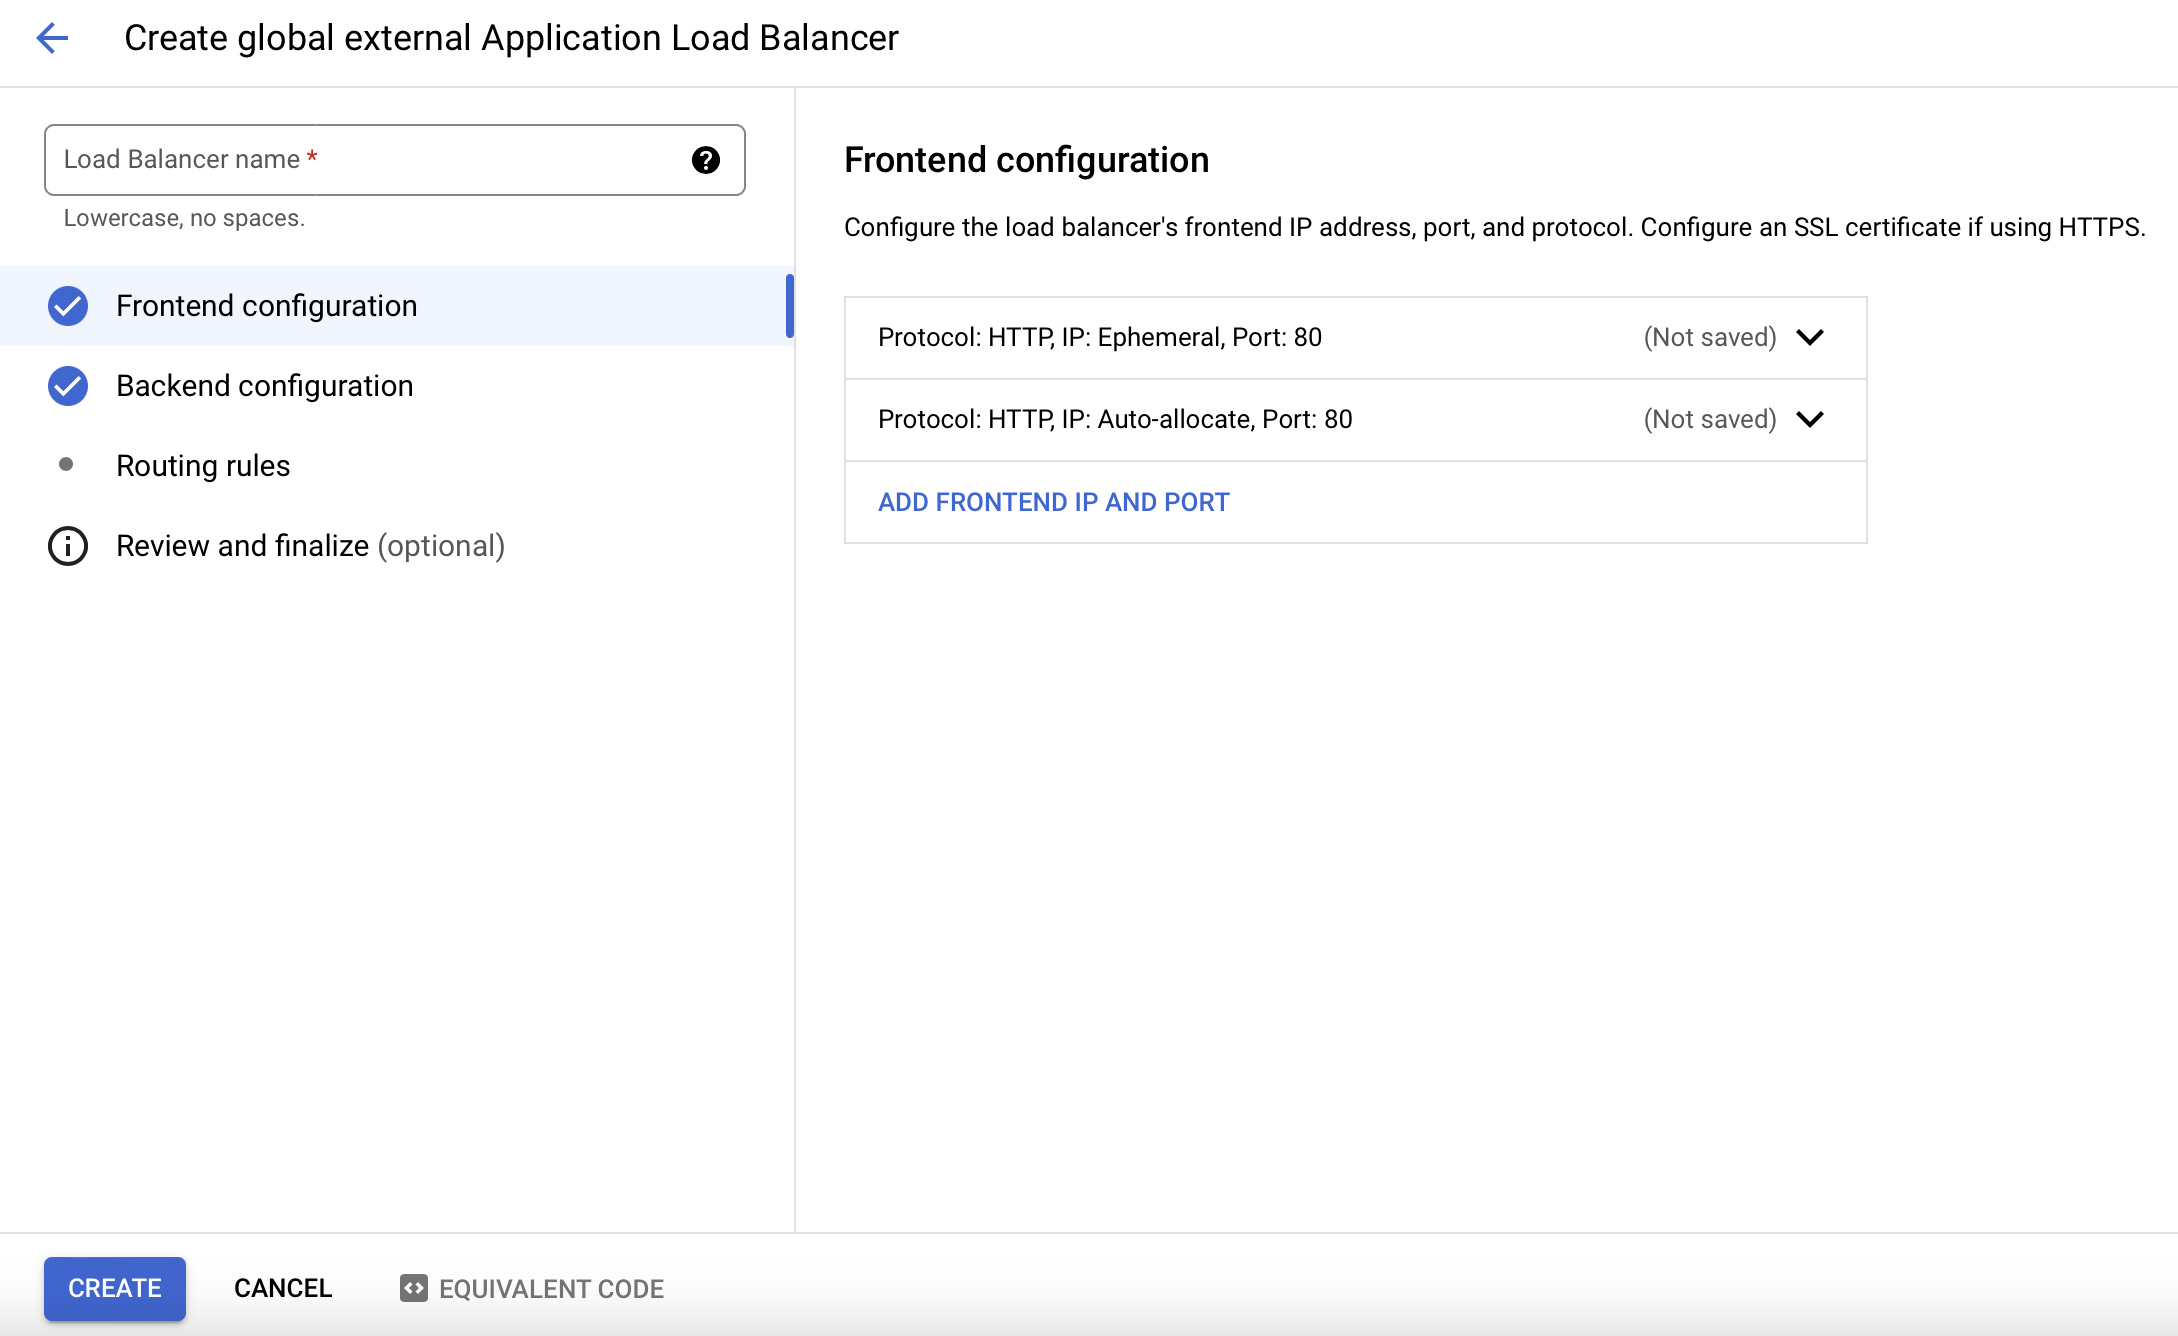 Create global external Application Load Balancer
Load Balancer name *
Lowercase, no spaces.
Frontend configuration
Backend configuration
Routing rules
Review and finalize (optional)
Frontend configuration
Configure the load balancer's frontend IP address, port, and protocol. Configure an SSL certificate if using HTTPS.
Protocol: HTTP, IP: Ephemeral, Port: 80 (Not saved)
Protocol: HTTP, IP: Auto-allocate, Port: 80 (Not saved)
ADD FRONTEND IP AND PORT
CREATE CANCEL EQUIVALENT CODE